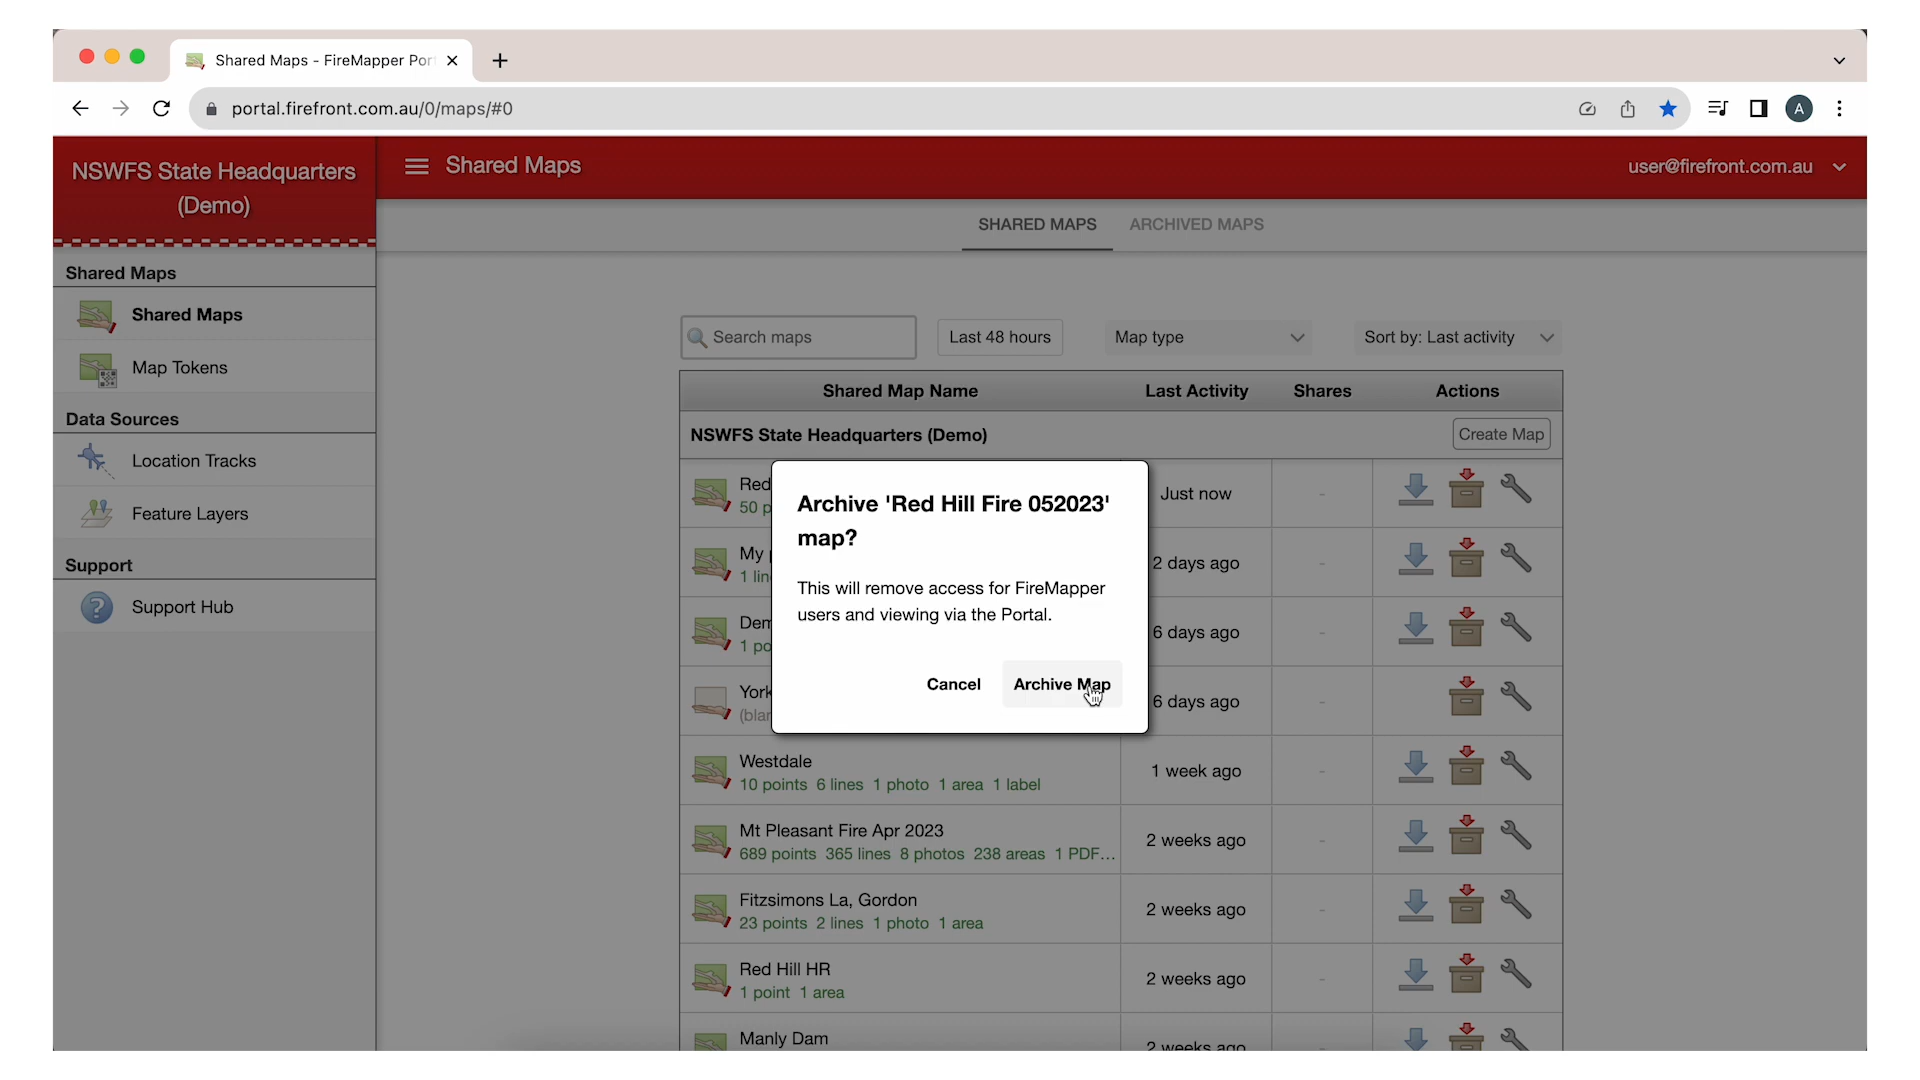 Shared Maps - FireMapper Por
portal.firefront.com.au/0/maps/#0
A
NSWFS State Headquarters
(Demo)
Shared Maps
user@firefront.com.au
SHARED MAPS
ARCHIVED MAPS
Shared Maps
Shared Maps
Map Tokens
Data Sources
Location Tracks
Feature Layers
Support
Support Hub
Search maps
Last 48 hours
Map type
Sort by: Last activity
Shared Map Name
Last Activity
Shares
Actions
NSWFS State Headquarters (Demo)
Create Map
Red
50 p
Just now
-
My
1 lin
2 days ago
-
Dem
1 po
6 days ago
-
York
(blan
6 days ago
-
Archive 'Red Hill Fire 052023'
map?
This will remove access for FireMapper
users and viewing via the Portal.
Cancel
Archive Map
Westdale
10 points 6 lines 1 photo 1 area 1 label
1 week ago
-
Mt Pleasant Fire Apr 2023
689 points 365 lines 8 photos 238 areas 1 PDF...
2 weeks ago
-
Fitzsimons La, Gordon
23 points 2 lines 1 photo 1 area
2 weeks ago
-
Red Hill HR
1 point 1 area
2 weeks ago
-
Manly Dam
2 weeks ago